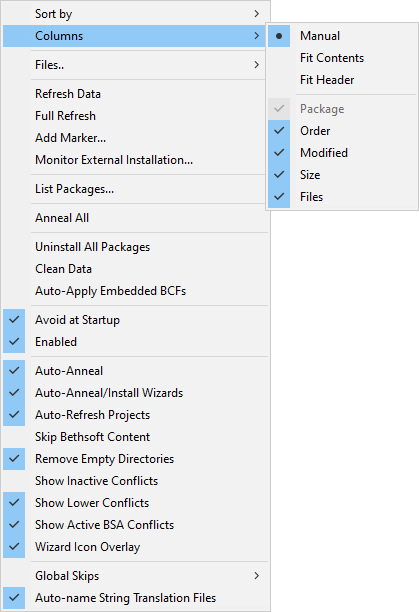 Sort by
Columns
Files..
Refresh Data
Full Refresh
Add Marker...
Monitor External Installation...
List Packages...
Anneal All
Uninstall All Packages
Clean Data
Auto-Apply Embedded BCFs
Avoid at Startup
Enabled
Auto-Anneal
Auto-Anneal/Install Wizards
Auto-Refresh Projects
Skip Bethsoft Content
Remove Empty Directories
Show Inactive Conflicts
Show Lower Conflicts
Show Active BSA Conflicts
Wizard Icon Overlay
Global Skips
Auto-name String Translation Files
Manual
Fit Contents
Fit Header
Package
Order
Modified
Size
Files